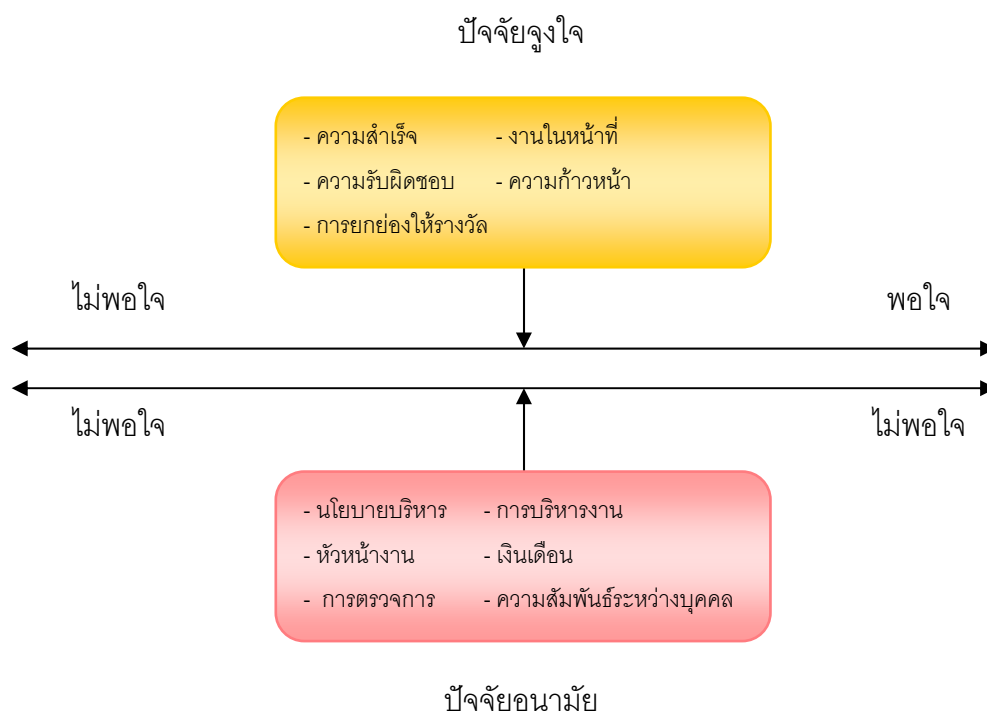 ปัจจัยจูงใจ
- ความสำเร็จ - งานในหน้าที่
- ความรับผิดชอบ - ความก้าวหน้า
- การยกย่องให้รางวัล
ไม่พอใจ พอใจ
ไม่พอใจ ไม่พอใจ
- นโยบายบริหาร - การบริหารงาน
- หัวหน้างาน - เงินเดือน
- การตรวจการ - ความสัมพันธ์ระหว่างบุคคล
ปัจจัยอนามัย